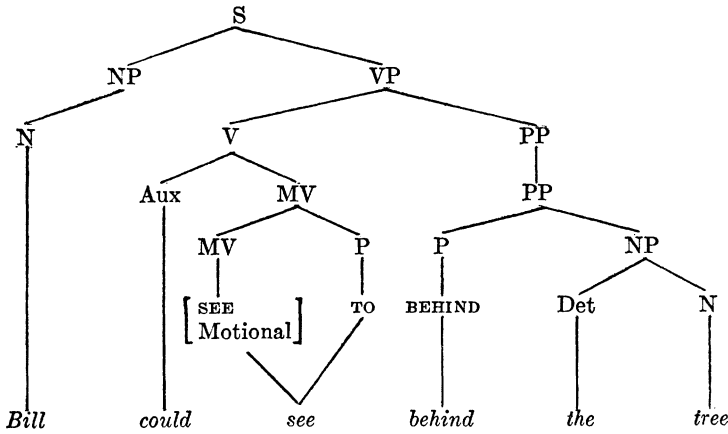 S
NP VP
N V PP
Aux MV PP
MV P P NP
[SEE TO BEHIND Det N
Motional]
Bill could see behind the tree